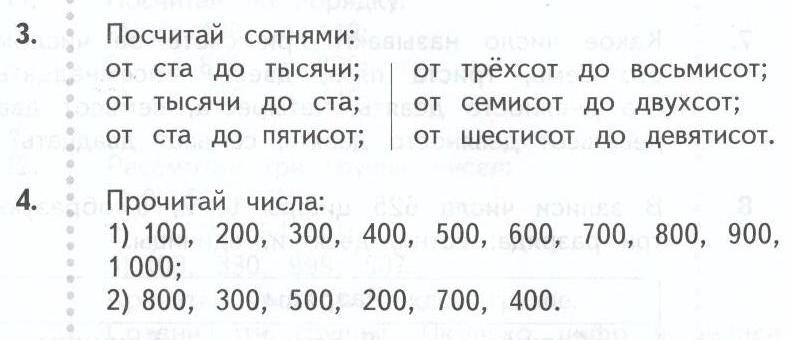 3. Посчитай сотнями:
от ста до тысячи; от трёхсот до восьмисот;
от тысячи до ста; от семисот до двухсот;
от ста до пятисот; от шестисот до девятисот.
4. Прочитай числа:
1) 100, 200, 300, 400, 500, 600, 700, 800, 900,
1 000;
2) 800, 300, 500, 200, 700, 400.